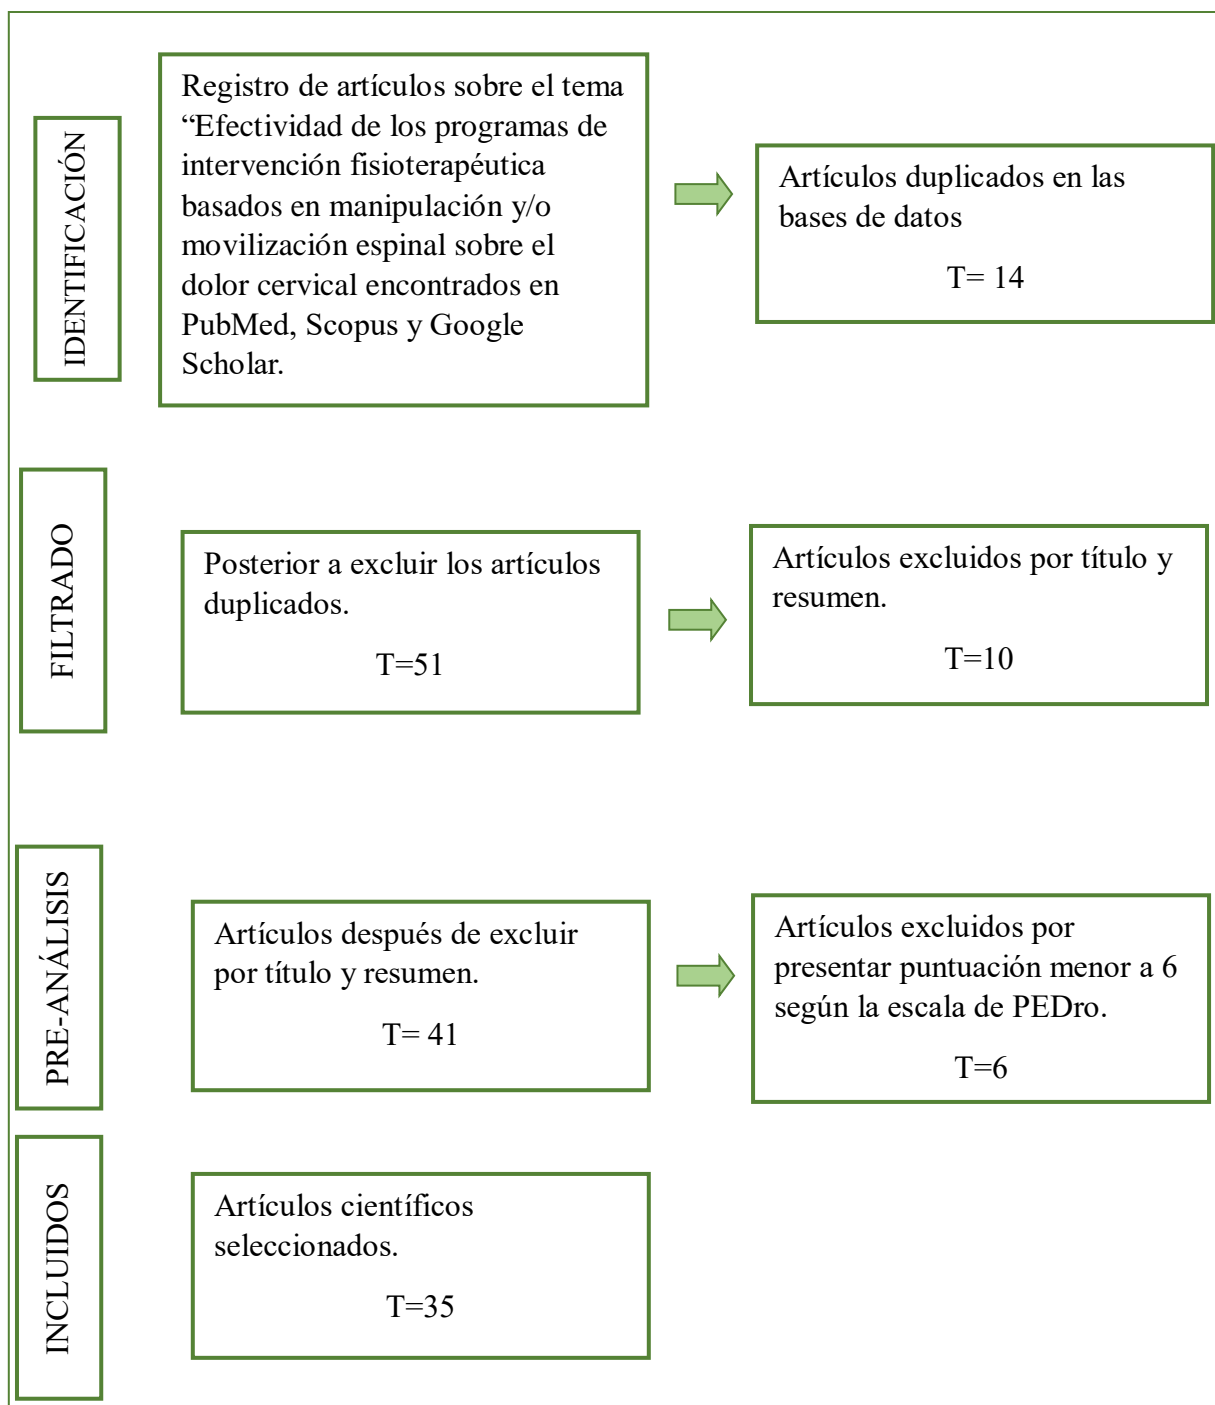 IDENTIFICACIÓN
Registro de artículos sobre el tema
“Efectividad de los programas de
intervención fisioterapéutica
basados en manipulación y/o
movilización espinal sobre el
dolor cervical encontrados en
PubMed, Scopus y Google
Scholar.
Artículos duplicados en las
bases de datos
T= 14
FILTRADO
Posterior a excluir los artículos
duplicados.
T=51
Artículos excluidos por título y
resumen.
T=10
PRE-ANÁLISIS
Artículos después de excluir
por título y resumen.
T= 41
Artículos excluidos por
presentar puntuación menor a 6
según la escala de PEDro.
T=6
INCLUIDOS
Artículos científicos
seleccionados.
T=35